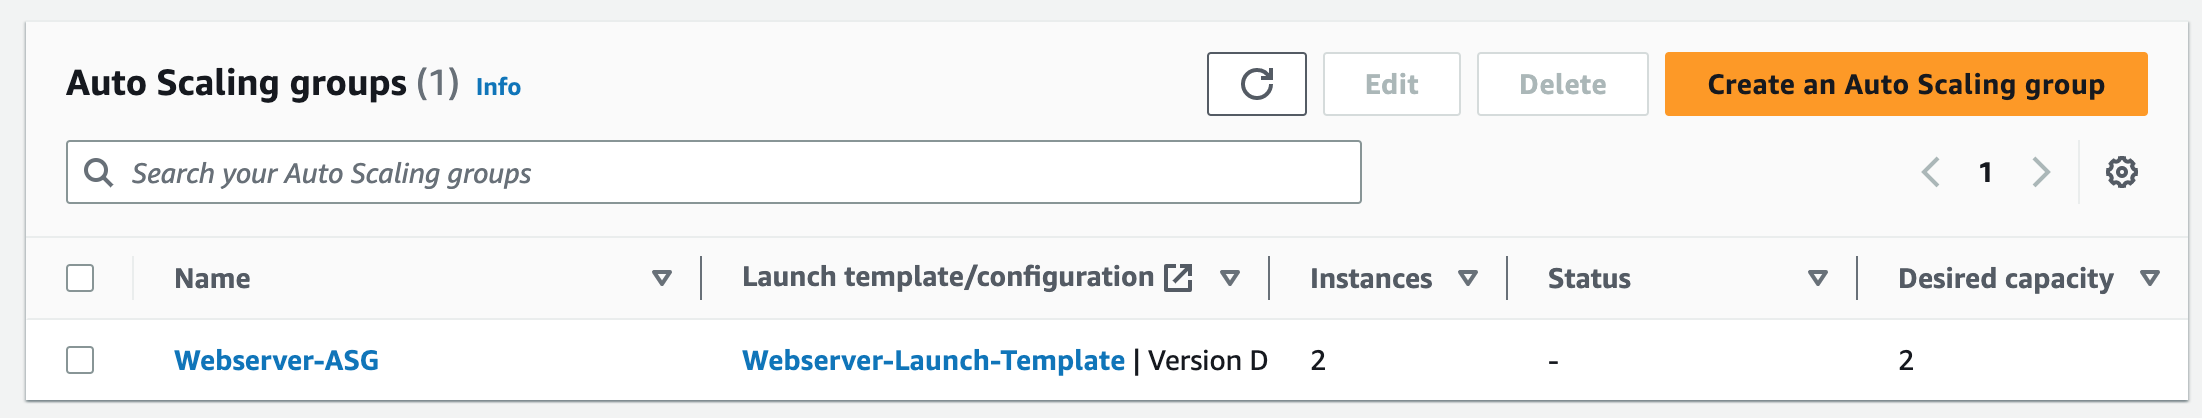 Auto Scaling groups (1) Info
Edit Delete Create an Auto Scaling group
Search your Auto Scaling groups
1
Name Launch template/configuration Instances Status Desired capacity
Webserver-ASG Webserver-Launch-Template | Version D 2 - 2